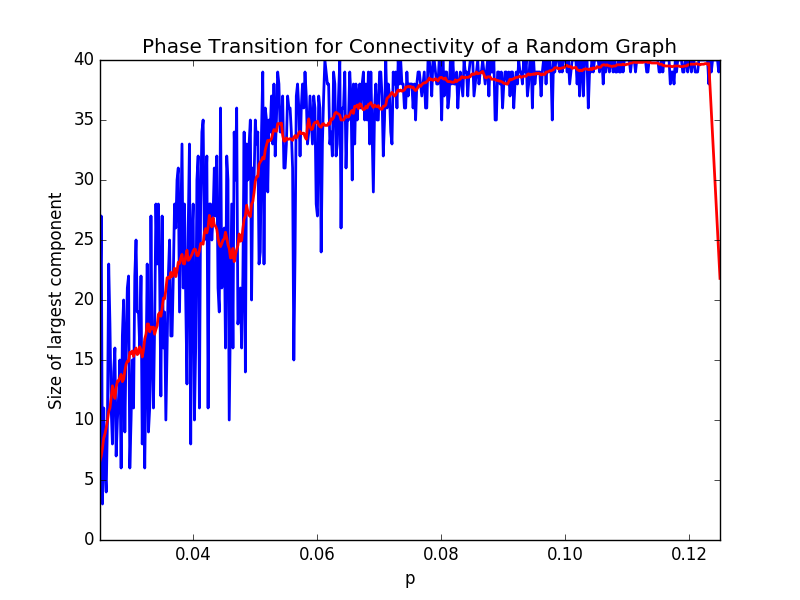 Phase Transition for Connectivity of a Random Graph
40
35
30
25
20
15
10
5
0
Size of largest component
0.04 0.06 0.08 0.10 0.12
p